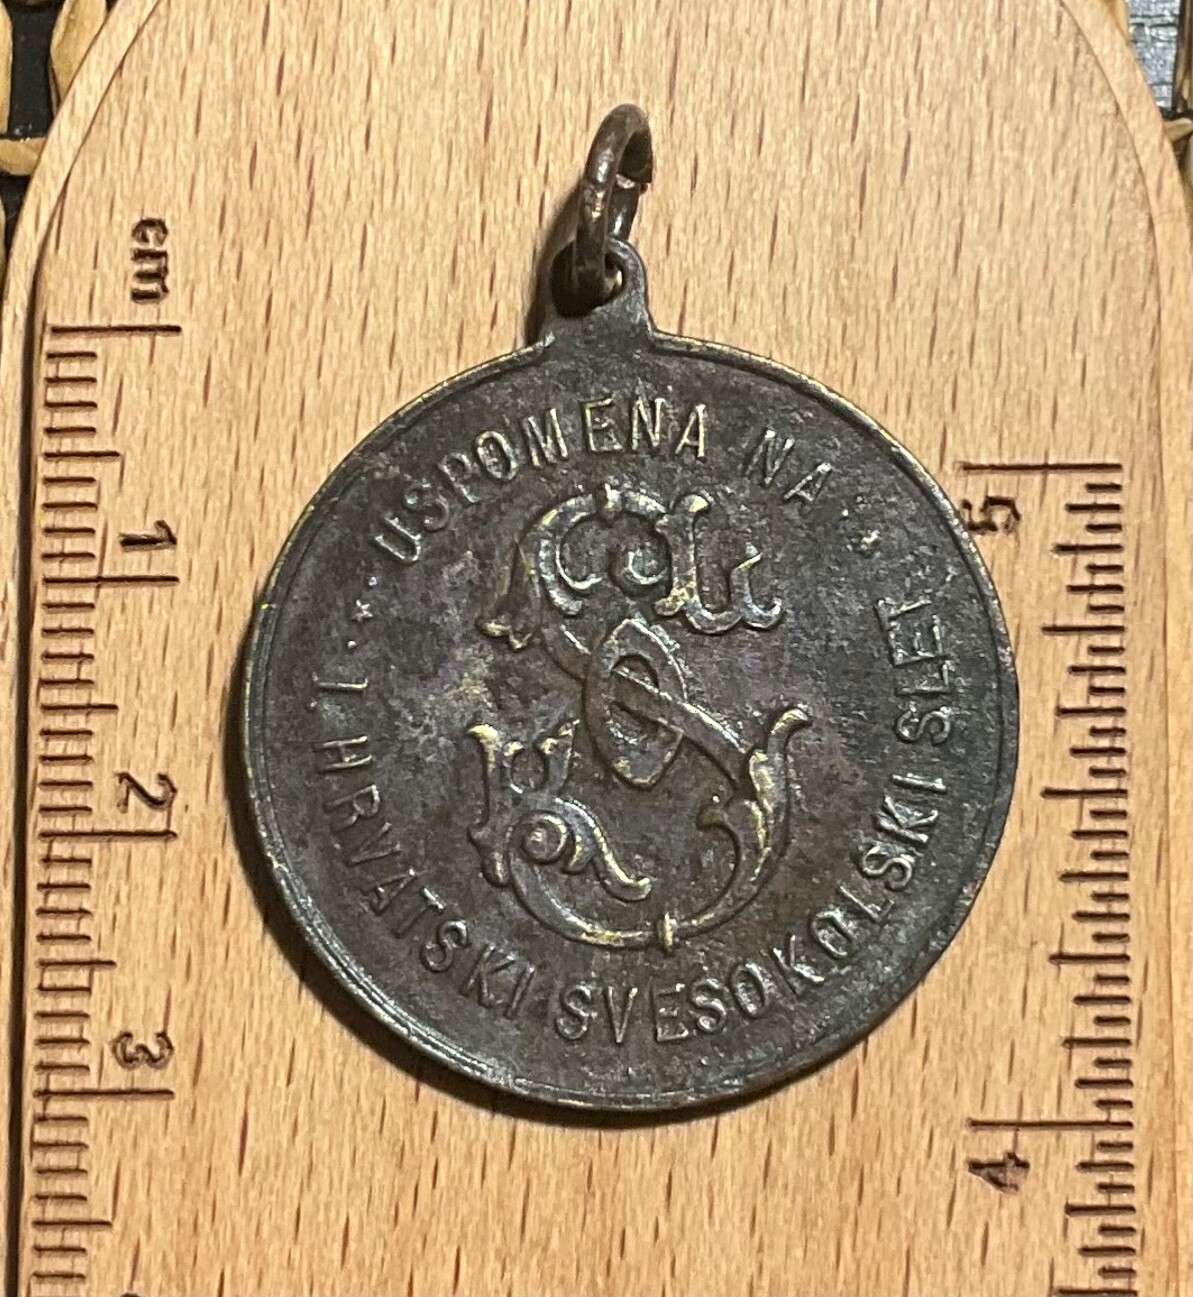 USPOMENA NA
I. HRVATSKI SVESOKOLSKI SLET
cm
1
2
3
5
4